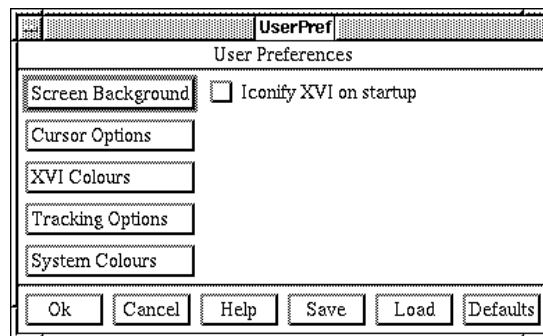 UserPref
User Preferences
Screen Background
Iconify XVI on startup
Cursor Options
XVI Colours
Tracking Options
System Colours
Ok Cancel Help Save Load Defaults